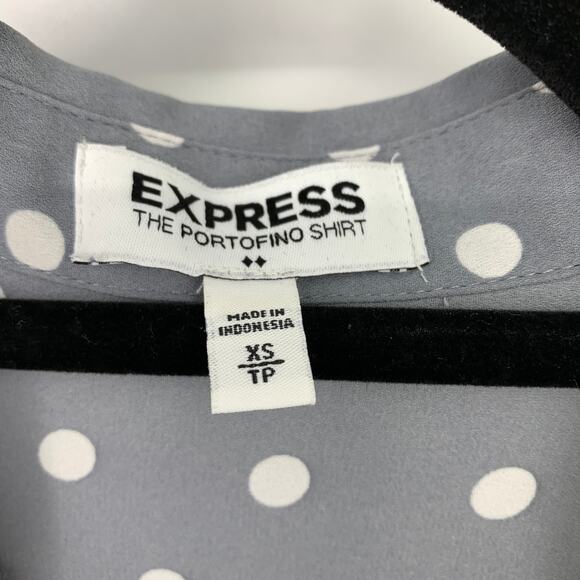 EXPRESS
THE PORTOFINO SHIRT
MADE IN
INDONESIA
XS
TP